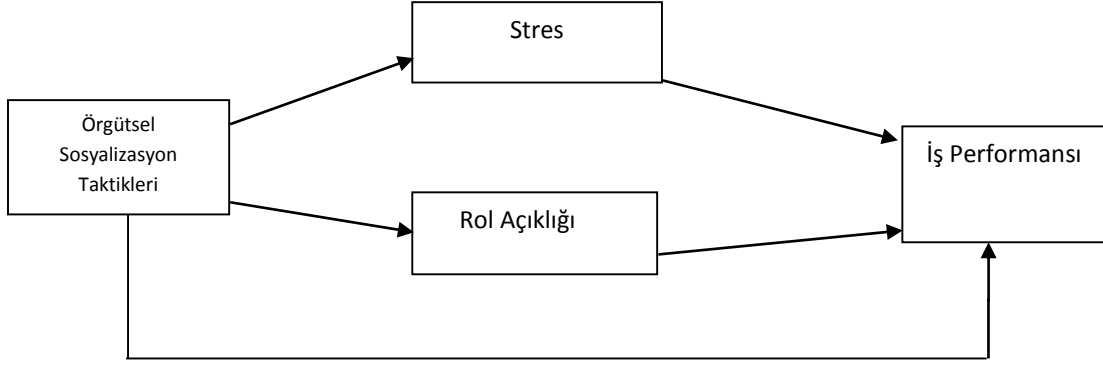 Stres
Örgütsel
Sosyalizasyon
Taktikleri
İş Performansı
Rol Açıklığı